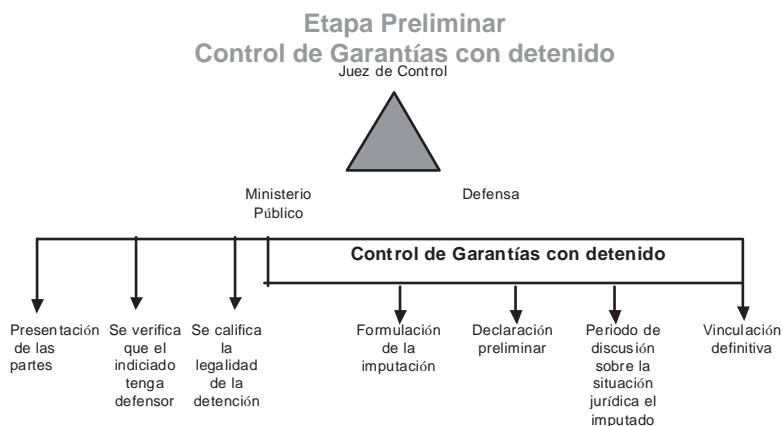 Etapa Preliminar
Control de Garantías con detenido
Juez de Control
Ministerio
Público
Defensa
Control de Garantías con detenido
Presentación
de las
partes
Se verifica
que el
indiciado
tenga
defensor
Se califica
la
legalidad
de la
detención
Formulación
de la
imputación
Declaración
preliminar
Periodo de
discusión
sobre la
situación
jurídica el
imputado
Vinculación
definitiva